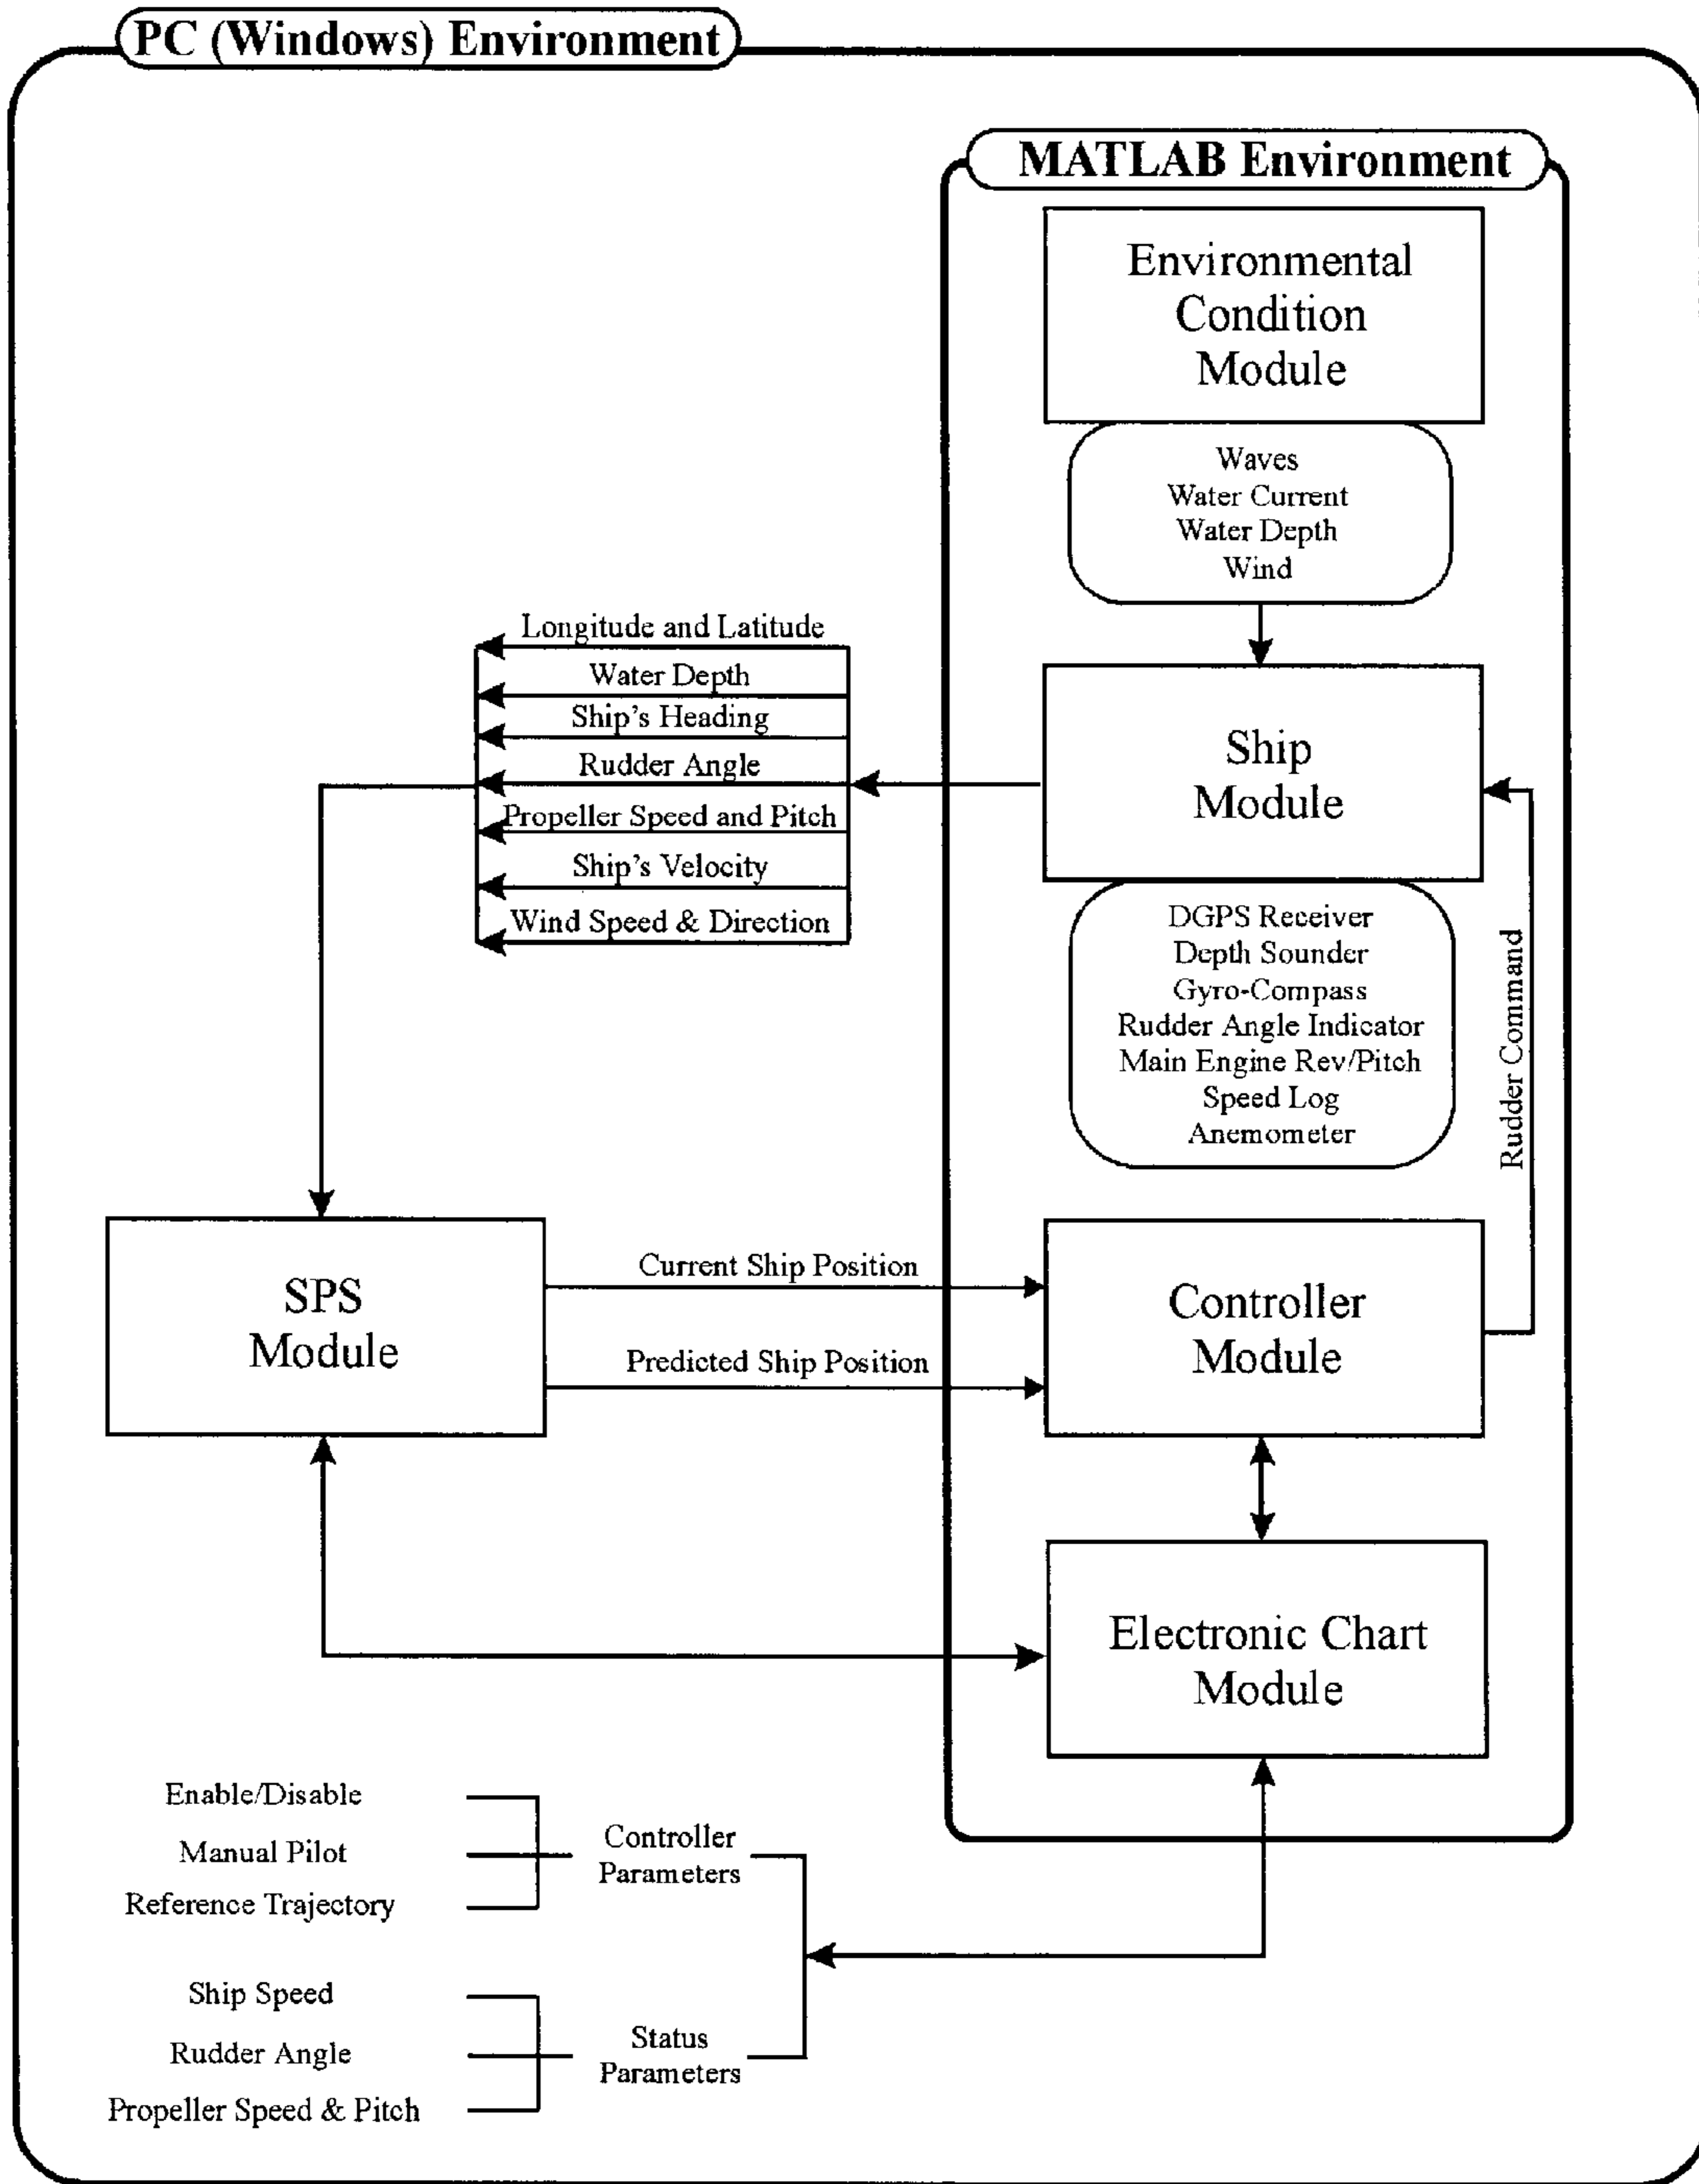 PC (Windows) Environment
MATLAB Environment
Environmental
Condition
Module
Waves
Water Current
Water Depth
Wind
Longitude and Latitude
Water Depth
Ship's Heading
Rudder Angle
Propeller Speed and Pitch
Ship's Velocity
Wind Speed & Direction
Ship
Module
DGPS Receiver
Depth Sounder
Gyro-Compass
Rudder Angle Indicator
Main Engine Rev/Pitch
Speed Log
Anemometer
Rudder Command
SPS
Module
Current Ship Position
Predicted Ship Position
Controller
Module
Electronic Chart
Module
Enable/Disable
Manual Pilot
Reference Trajectory
Controller
Parameters
Ship Speed
Rudder Angle
Propeller Speed & Pitch
Status
Parameters